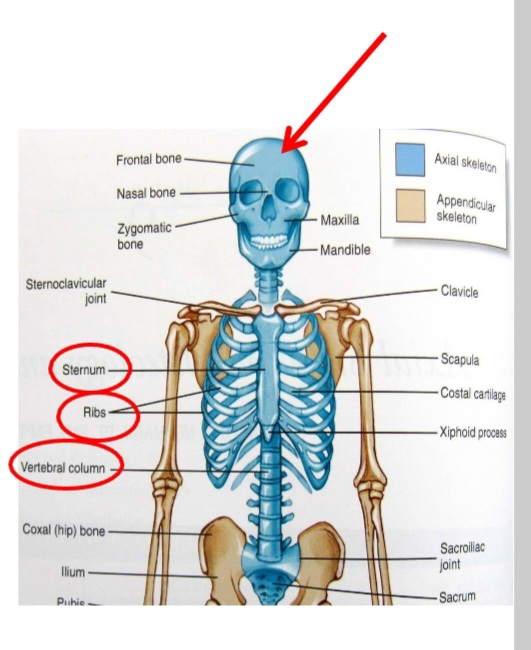 Frontal bone
Nasal bone
Zygomatic
bone
Sternoclavicular
joint
Sternum
Ribs
Vertebral column
Coxal (hip) bone
Ilium
Pubis
Axial skeleton
Appendicular
skeleton
Maxilla
Mandible
Clavicle
Scapula
Costal cartilage
Xiphoid process
Sacroiliac
joint
Sacrum